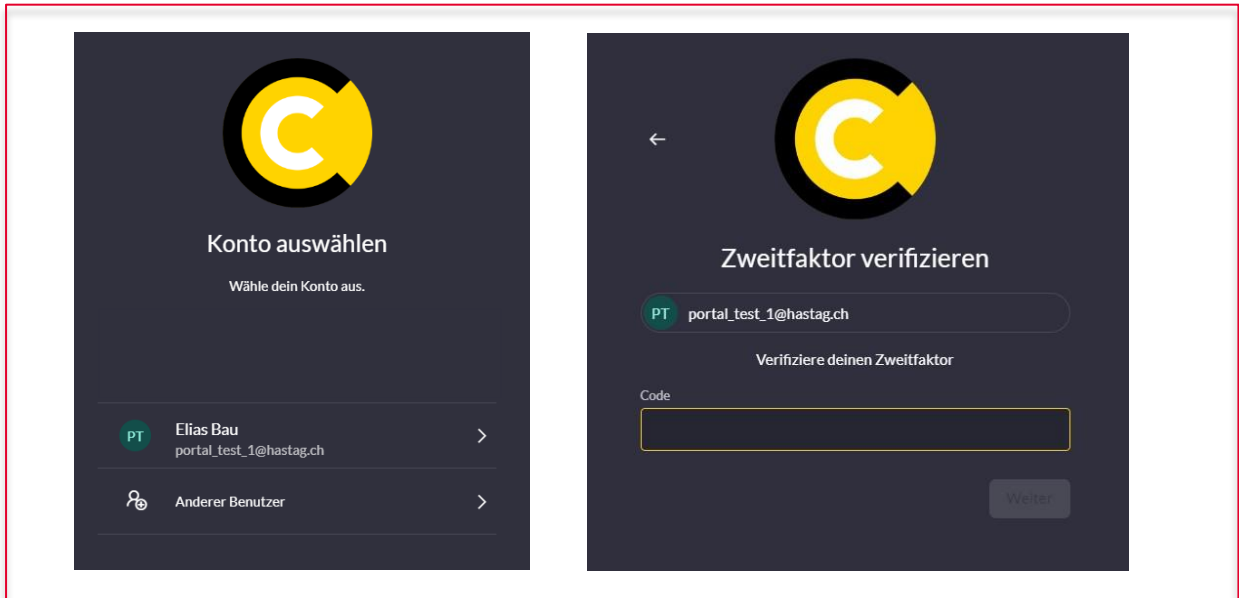 Konto auswählen
Wähle dein Konto aus.
PT
Elias Bau
portal_test_1@hastag.ch
Anderer Benutzer
Zweitfaktor verifizieren
PT portal_test_1@hastag.ch
Verifiziere deinen Zweitfaktor
Code
Weiter